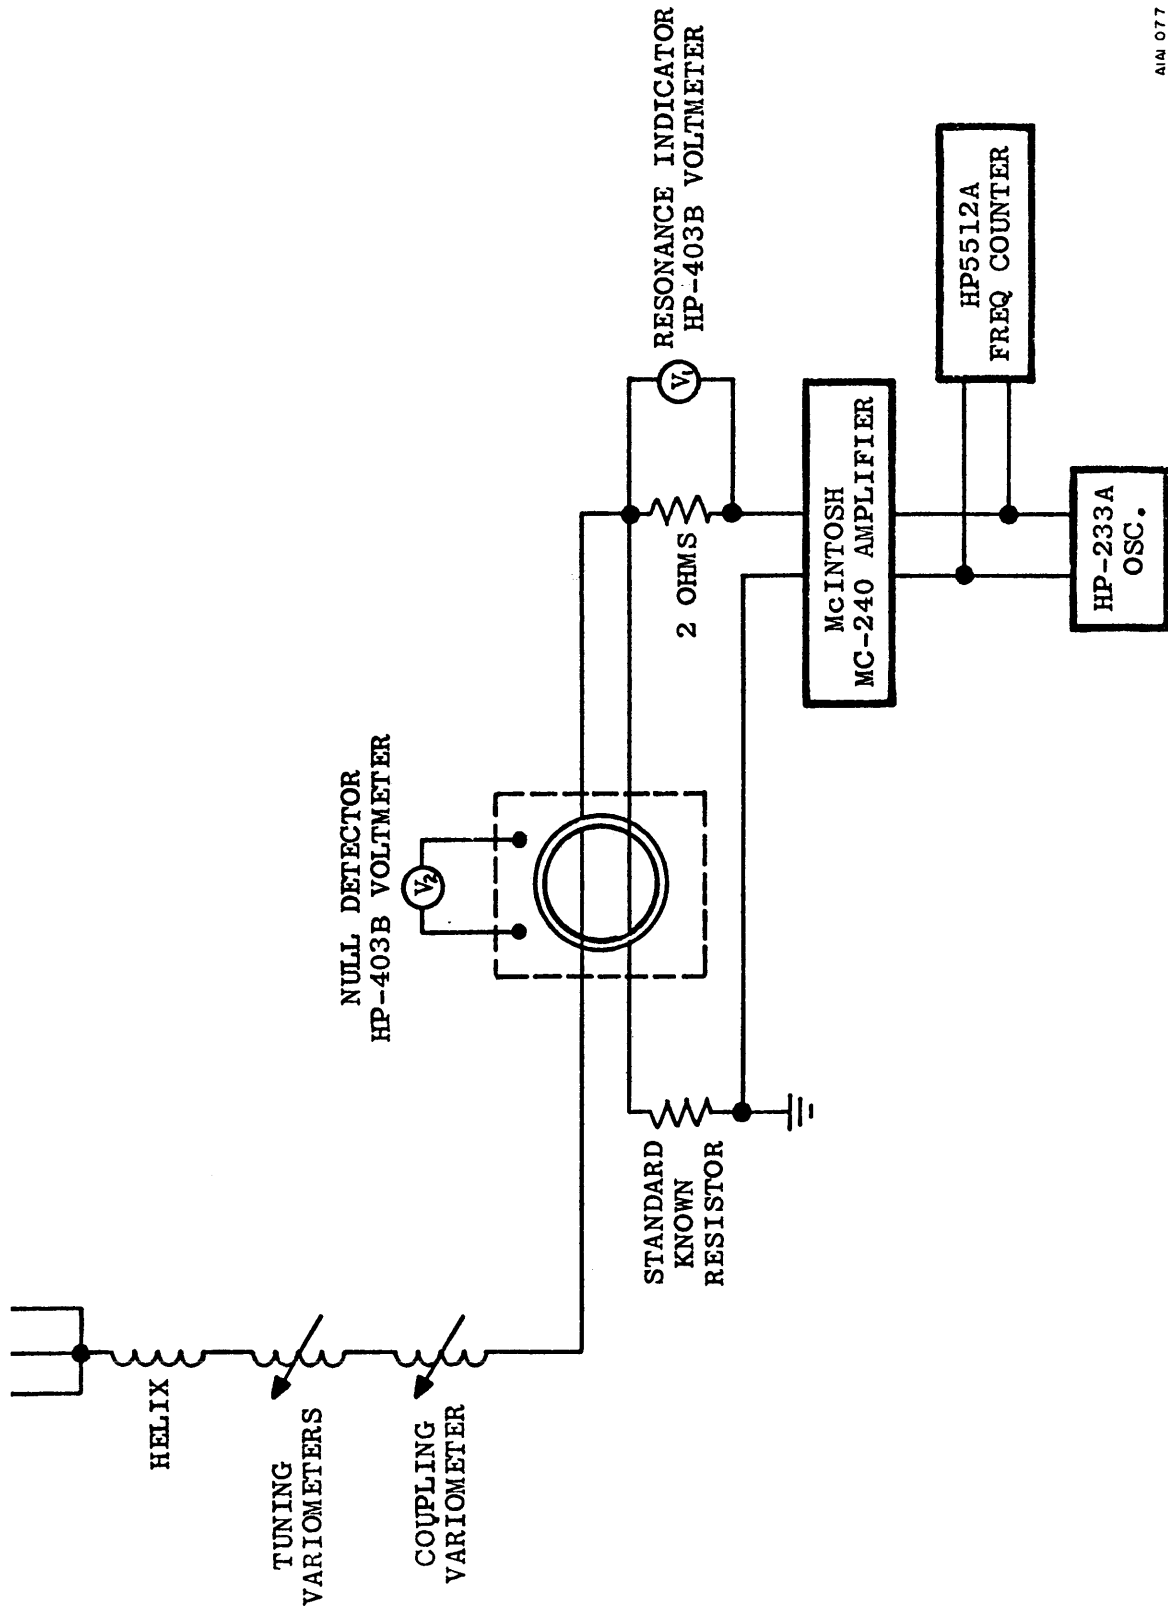 HELIX
TUNING
VARIOMETERS
COUPLING
VARIOMETER
NULL DETECTOR
HP-403B VOLTMETER
V2
STANDARD
KNOWN
RESISTOR
2 OHMS
RESONANCE INDICATOR
HP-403B VOLTMETER
V1
McINTOSH
MC-240 AMPLIFIER
HP5512A
FREQ COUNTER
HP-233A
OSC.
AIAI 077